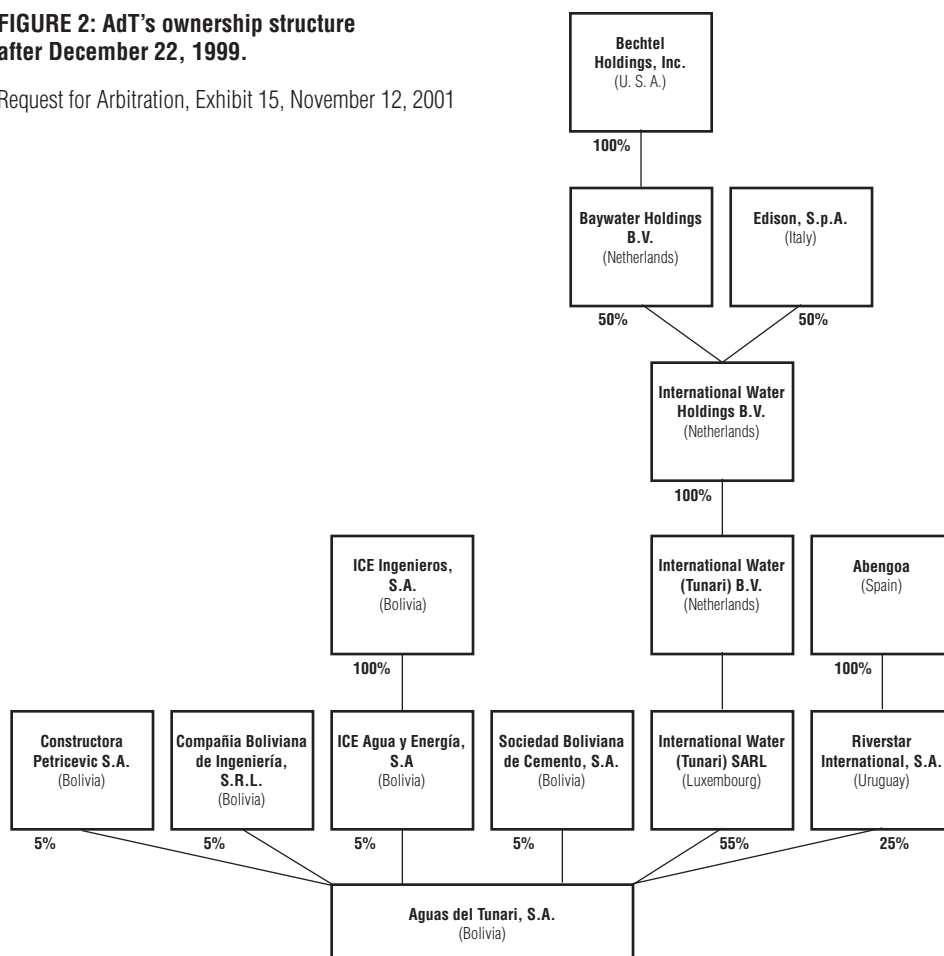 FIGURE 2: AdT's ownership structure
after December 22, 1999.
Request for Arbitration, Exhibit 15, November 12, 2001
Bechtel
Holdings, Inc.
(U. S. A.)
100%
Baywater Holdings
B.V.
(Netherlands)
Edison, S.p.A.
(Italy)
50%
50%
International Water
Holdings B.V.
(Netherlands)
100%
ICE Ingenieros,
S.A.
(Bolivia)
International Water
(Tunari) B.V.
(Netherlands)
Abengoa
(Spain)
100%
100%
Constructora
Petricevic S.A.
(Bolivia)
Compañia Boliviana
de Ingeniería,
S.R.L.
(Bolivia)
ICE Agua y Energía,
S.A
(Bolivia)
Sociedad Boliviana
de Cemento, S.A.
(Bolivia)
International Water
(Tunari) SARL
(Luxembourg)
Riverstar
International, S.A.
(Uruguay)
5%
5%
5%
5%
55%
25%
Aguas del Tunari, S.A.
(Bolivia)